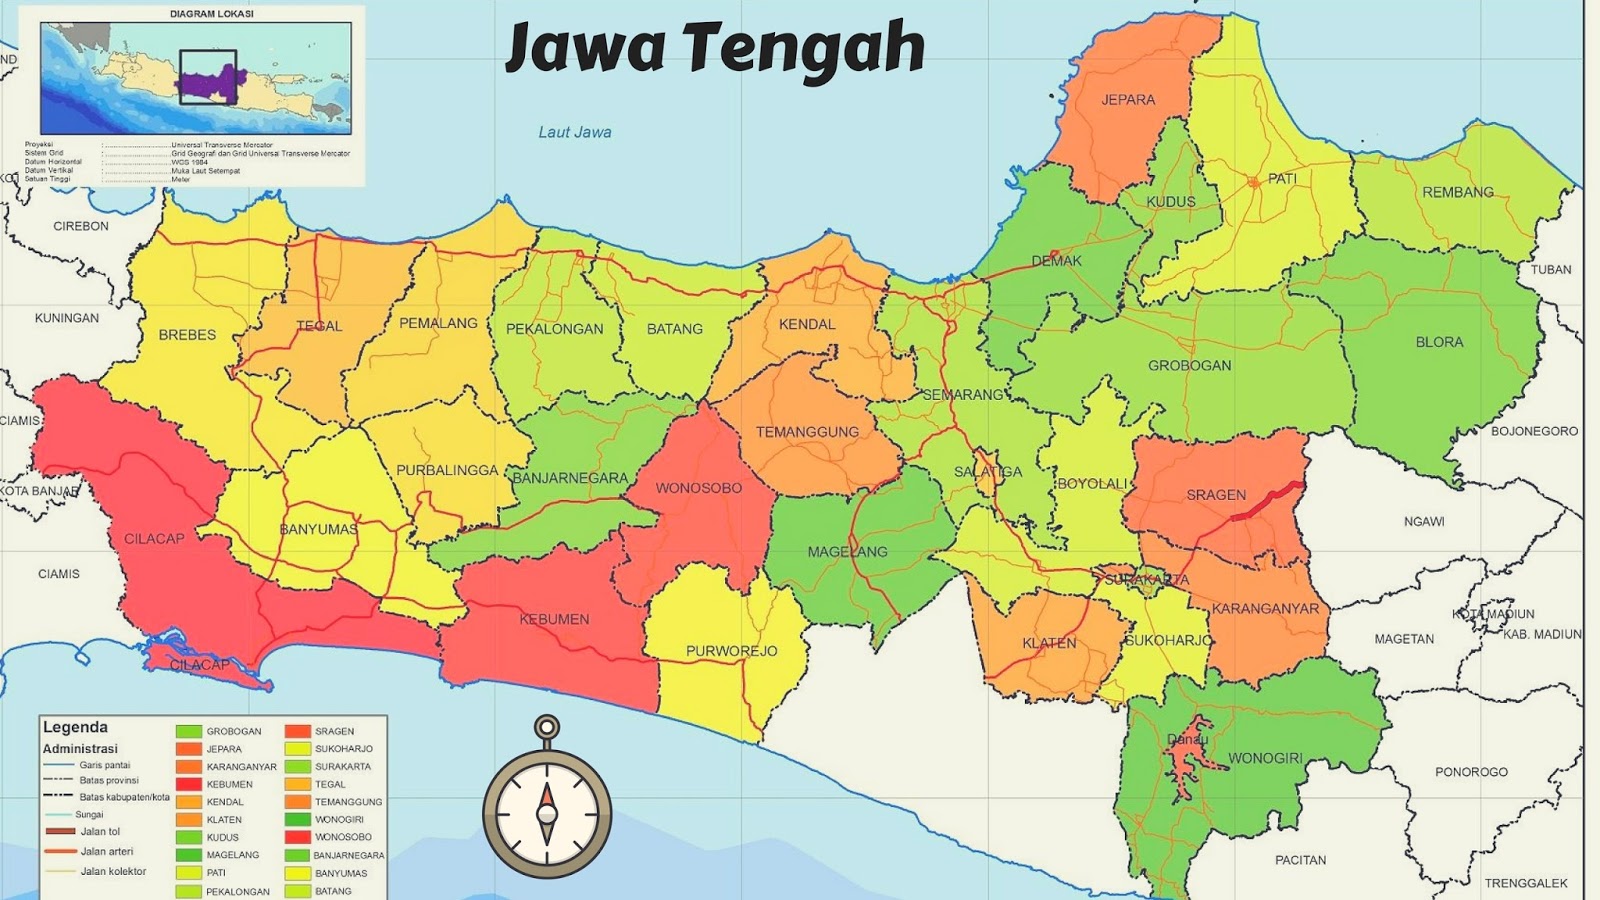 DIAGRAM LOKASI
Proyeksi : Universal Transverse Mercator
Sistem Grid : Grid Geografi dan Grid Universal Transverse Mercator
Datum Horizontal : WGS 1984
Datum Vertikal : Muka Laut Setempat
Satuan Tinggi : Meter
Jawa Tengah
Laut Jawa
JEPARA
KUDUS
PATI
REMBANG
CIREBON
DEMAK
TUBAN
KUNINGAN
BREBES
TEGAL
PEMALANG
PEKALONGAN
BATANG
KENDAL
SEMARANG
GROBOGAN
BLORA
CIAMIS
TEMANGGUNG
BOJONEGORO
PURBALINGGA
BANJARNEGARA
WONOSOBO
SALATIGA
BOYOLALI
SRAGEN
KOTA BANJAR
CILACAP
BANYUMAS
MAGELANG
NGAWI
CIAMIS
SURAKARTA
KEBUMEN
KARANGANYAR
KOTA MADIUN
KAB. MADIUN
MAGETAN
PURWOREJO
KLATEN
SUKOHARJO
CILACAP
Danau
WONOGIRI
PONOROGO
PACITAN
TRENGGALEK
Legenda
Administrasi
Garis pantai
Batas provinsi
Batas kabupaten/kota
Sungai
Jalan tol
Jalan arteri
Jalan kolektor
GROBOGAN
JEPARA
KARANGANYAR
KEBUMEN
KENDAL
KLATEN
KUDUS
MAGELANG
PATI
PEKALONGAN
SRAGEN
SUKOHARJO
SURAKARTA
TEGAL
TEMANGGUNG
WONOGIRI
WONOSOBO
BANJARNEGARA
BANYUMAS
BATANG